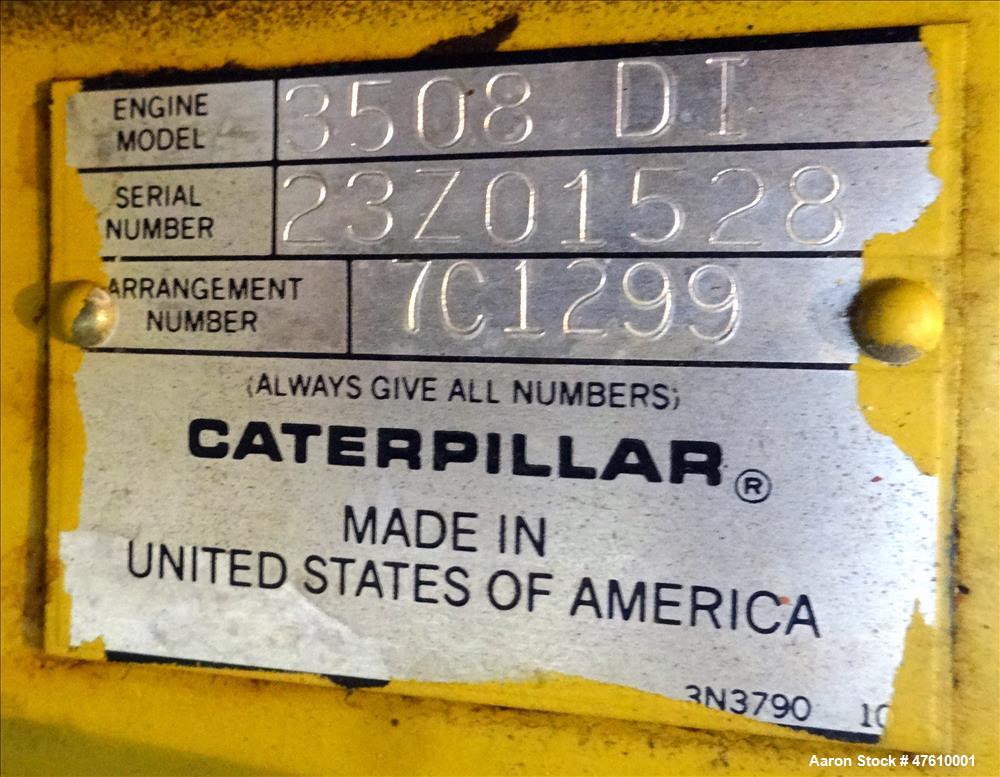 ENGINE MODEL 3508 DI
SERIAL NUMBER 23Z01528
ARRANGEMENT NUMBER 7C1299
(ALWAYS GIVE ALL NUMBERS)
CATERPILLAR®
MADE IN
UNITED STATES OF AMERICA
3N3790
Aaron Stock # 47610001